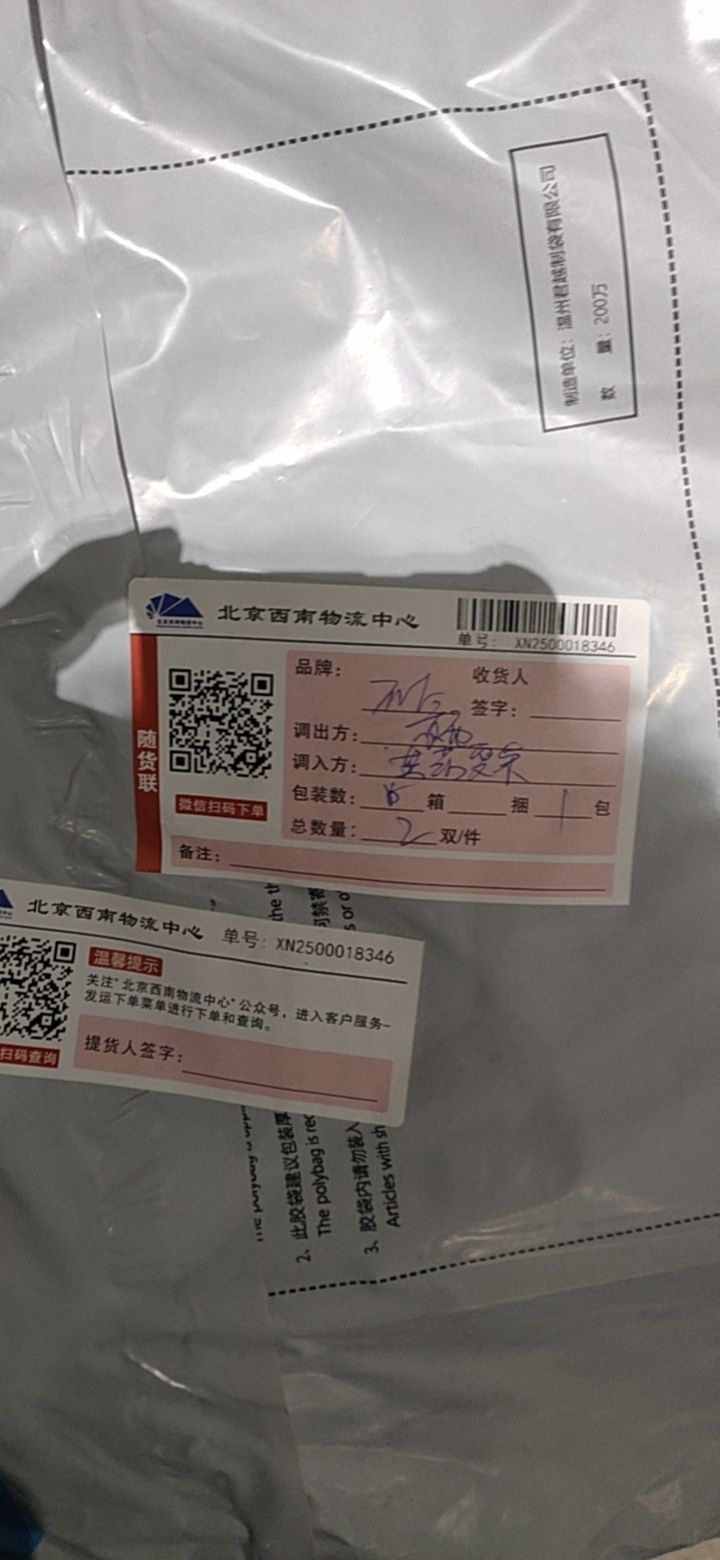 制造单位：温州君越制袋有限公司
数 量：200万
北京西南物流中心
单号： XN2500018346
随货联
微信扫码下单
品牌：
收货人
签字：
调出方：
调入方：
包装数： 箱 捆 1 包
总数量： 2 双/件
备注：
the th
s or o
北京西南物流中心 单号：XN2500018346
温馨提示
关注"北京西南物流中心"公众号，进入客户服务-
发运下单菜单进行下单和查询。
扫码查询
提货人签字：
2、此胶袋建议包装厚
The polybag is rec
3、胶袋内请勿装入
Articles with sh